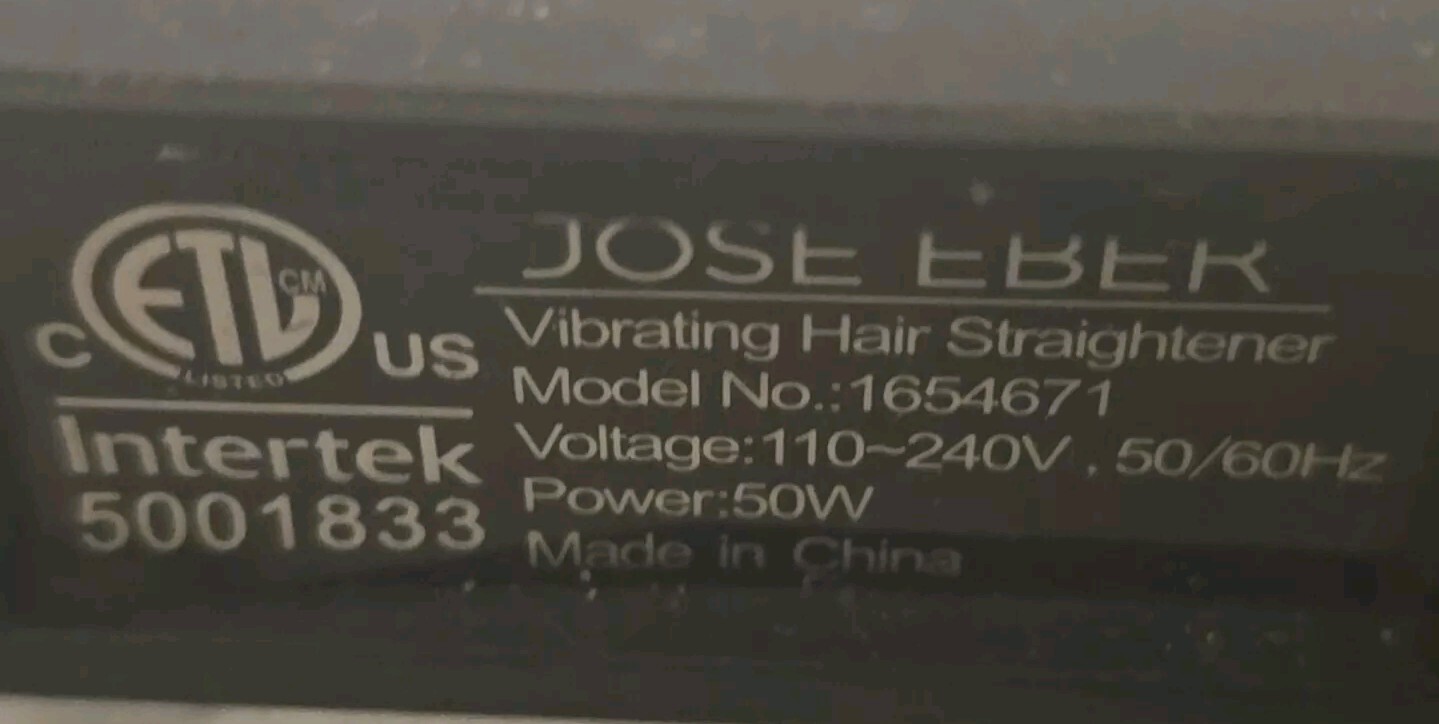 ETL CM
C US
LISTED
Intertek
5001833
JOSE EBER
Vibrating Hair Straightener
Model No.:1654671
Voltage:110~240V , 50/60Hz
Power:50W
Made in China